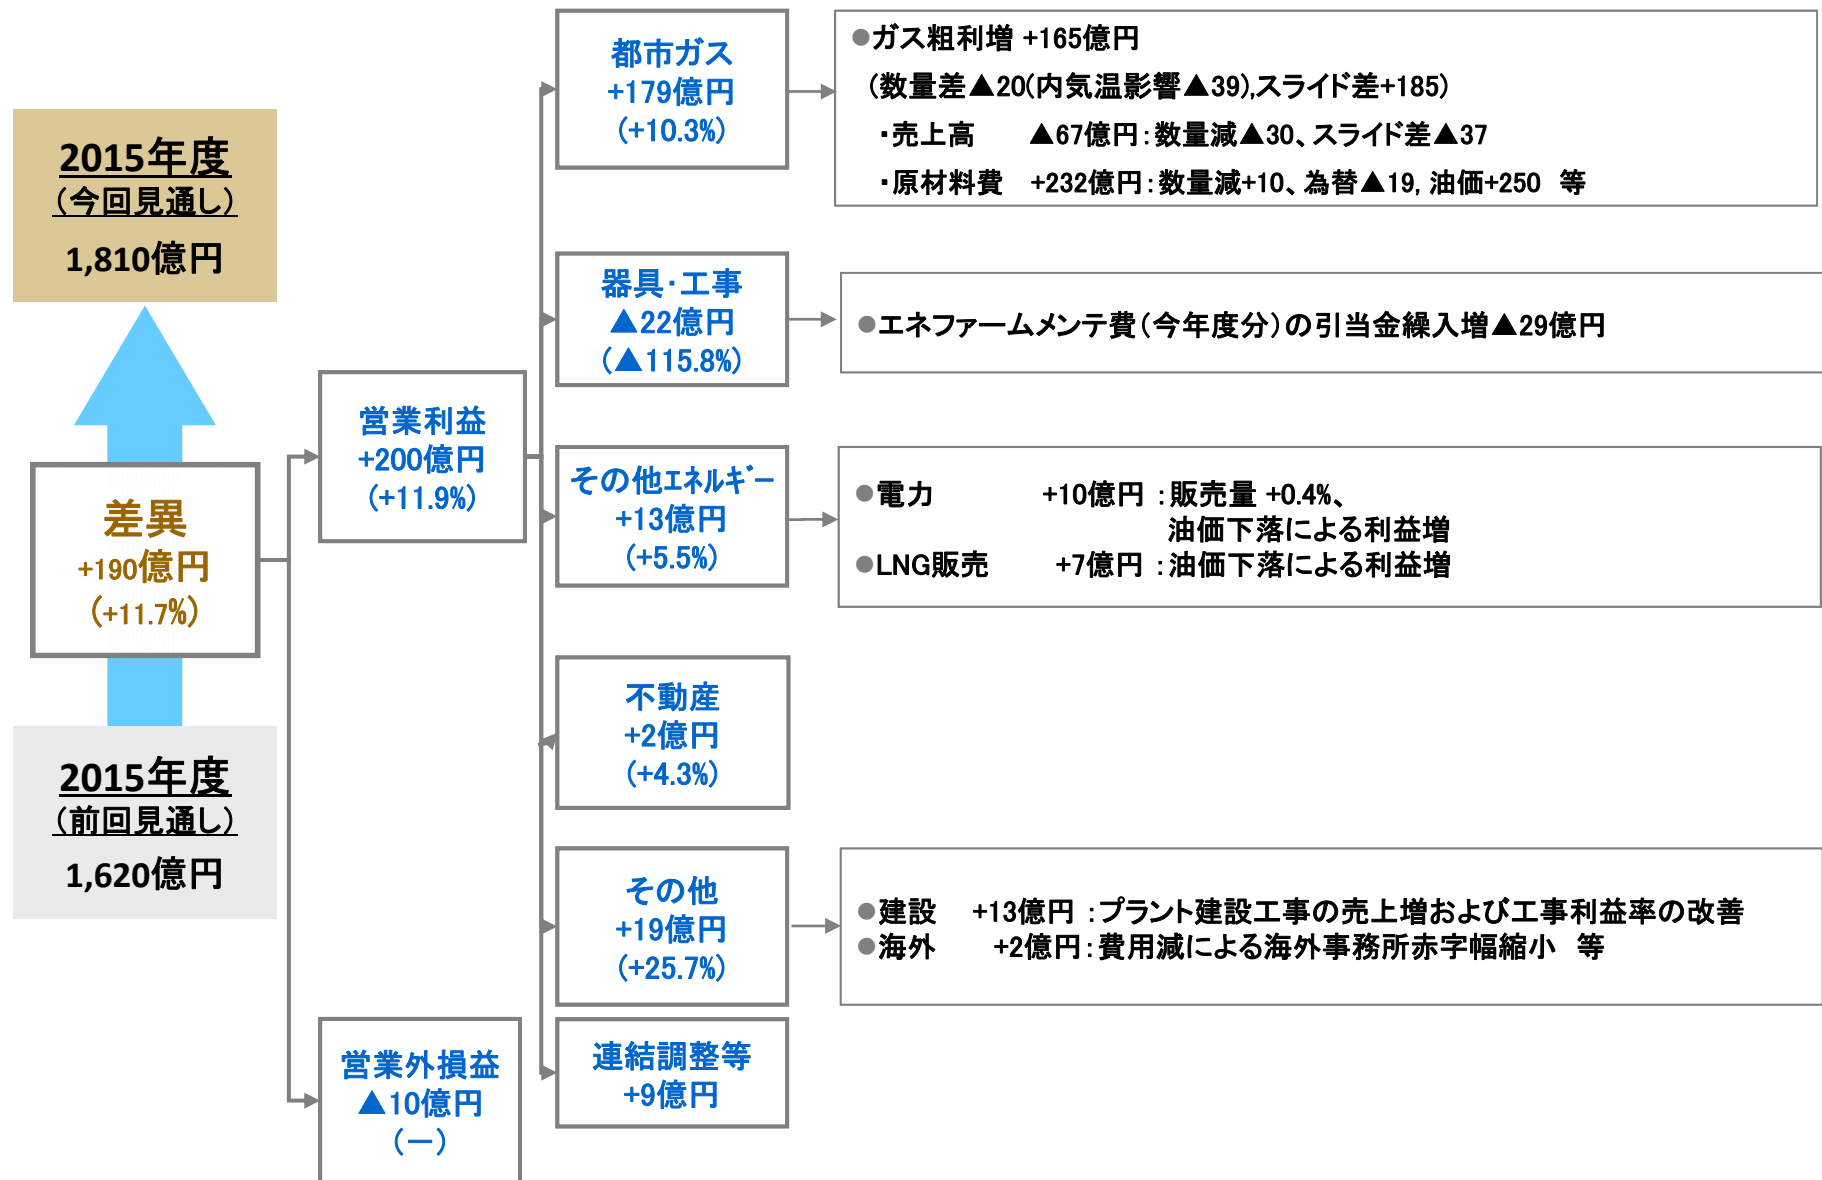 2015年度
（今回見通し）
1,810億円
差異
+190億円
（+11.7%）
2015年度
（前回見通し）
1,620億円
営業利益
+200億円
（+11.9%）
営業外損益
▲10億円
（ー）
都市ガス
+179億円
（+10.3%）
●ガス粗利増 +165億円
（数量差▲20(内気温影響▲39),スライド差+185）
・売上高　　▲67億円：数量減▲30、スライド差▲37
・原材料費　+232億円：数量減+10、為替▲19, 油価+250　等
器具・工事
▲22億円
（▲115.8%）
●エネファームメンテ費（今年度分）の引当金繰入増▲29億円
その他ｴﾈﾙｷﾞｰ
+13億円
（+5.5%）
●電力　　　　+10億円 ：販売量 +0.4%、
油価下落による利益増
●LNG販売　　+7億円 ：油価下落による利益増
不動産
+2億円
（+4.3%）
その他
+19億円
（+25.7%）
●建設　+13億円 ：プラント建設工事の売上増および工事利益率の改善
●海外　　+2億円：費用減による海外事務所赤字幅縮小　等
連結調整等
+9億円